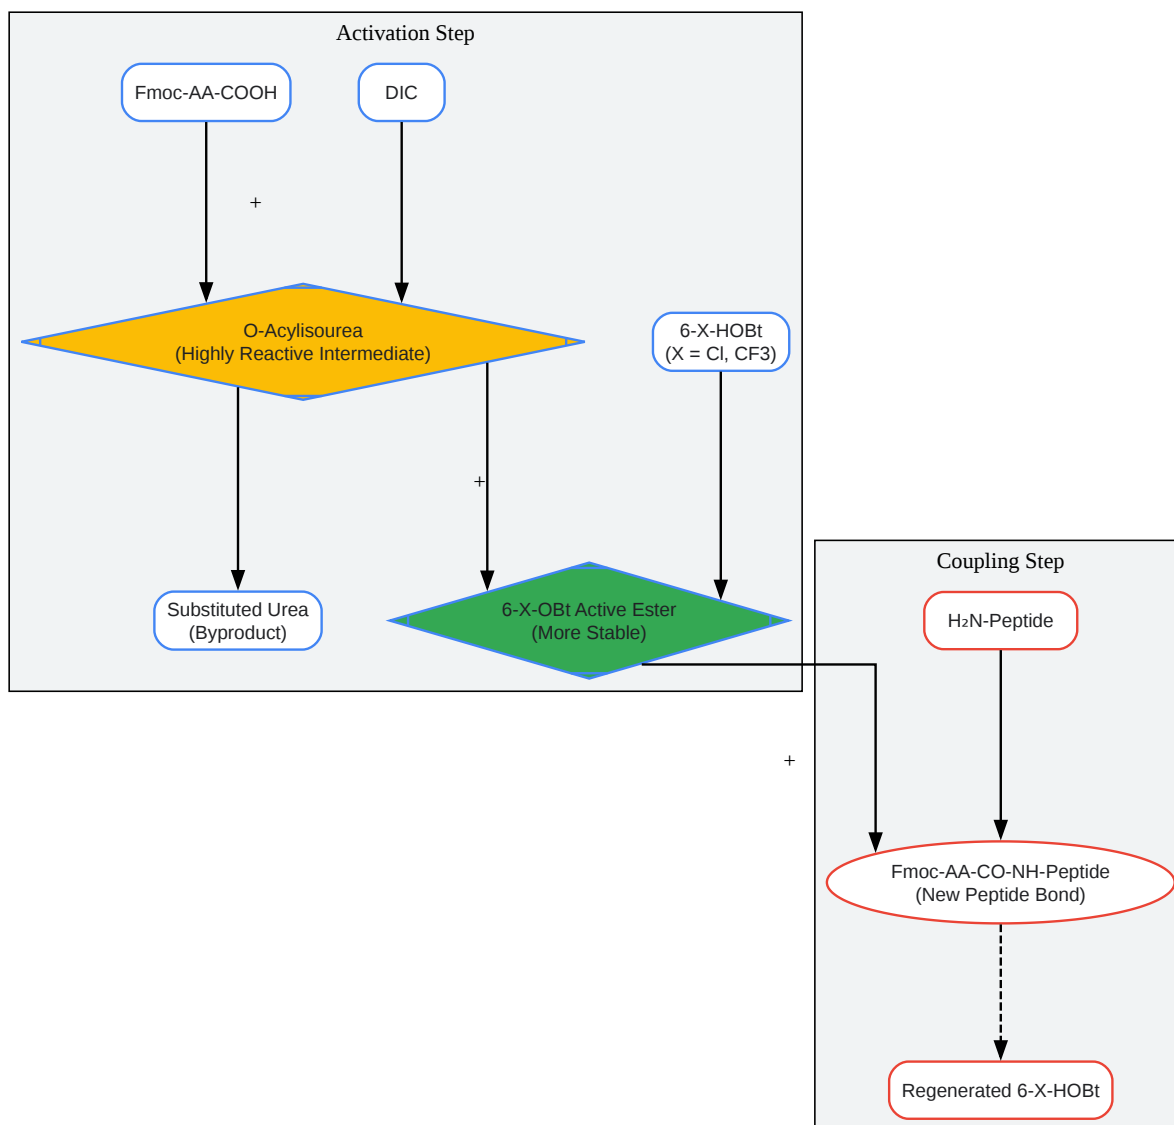 Activation Step
Fmoc-AA-COOH
DIC
+
O-Acylisourea
(Highly Reactive Intermediate)
6-X-HOBt
(X = Cl, CF3)
+
Substituted Urea
(Byproduct)
6-X-OBt Active Ester
(More Stable)
Coupling Step
H₂N-Peptide
+
Fmoc-AA-CO-NH-Peptide
(New Peptide Bond)
Regenerated 6-X-HOBt